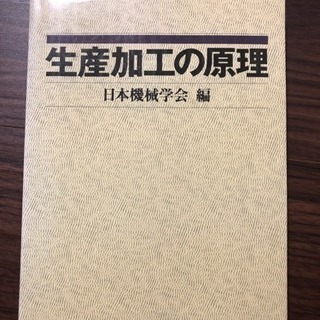 生産加工の原理
日本機械学会 編